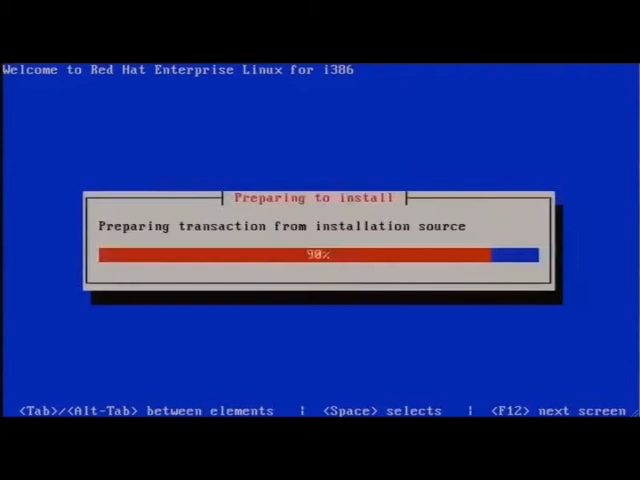 Welcome to Red Hat Enterprise Linux for i386
Preparing to install
Preparing transaction from installation source
90%
<Tab>/<Alt-Tab> between elements | <Space> selects | <F12> next screen